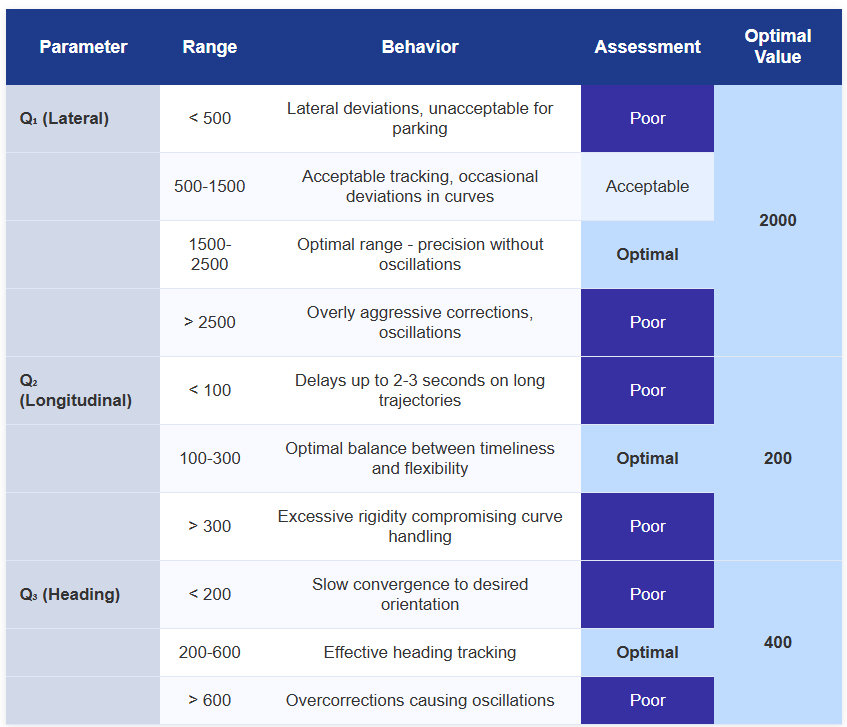 Parameter
Range
Behavior
Assessment
Optimal
Value
Q₁ (Lateral)
< 500
Lateral deviations, unacceptable for
parking
Poor
2000
500-1500
Acceptable tracking, occasional
deviations in curves
Acceptable
1500-
2500
Optimal range - precision without
oscillations
Optimal
> 2500
Overly aggressive corrections,
oscillations
Poor
Q₂
(Longitudinal)
< 100
Delays up to 2-3 seconds on long
trajectories
Poor
200
100-300
Optimal balance between timeliness
and flexibility
Optimal
> 300
Excessive rigidity compromising curve
handling
Poor
Q₃ (Heading)
< 200
Slow convergence to desired
orientation
Poor
400
200-600
Effective heading tracking
Optimal
> 600
Overcorrections causing oscillations
Poor